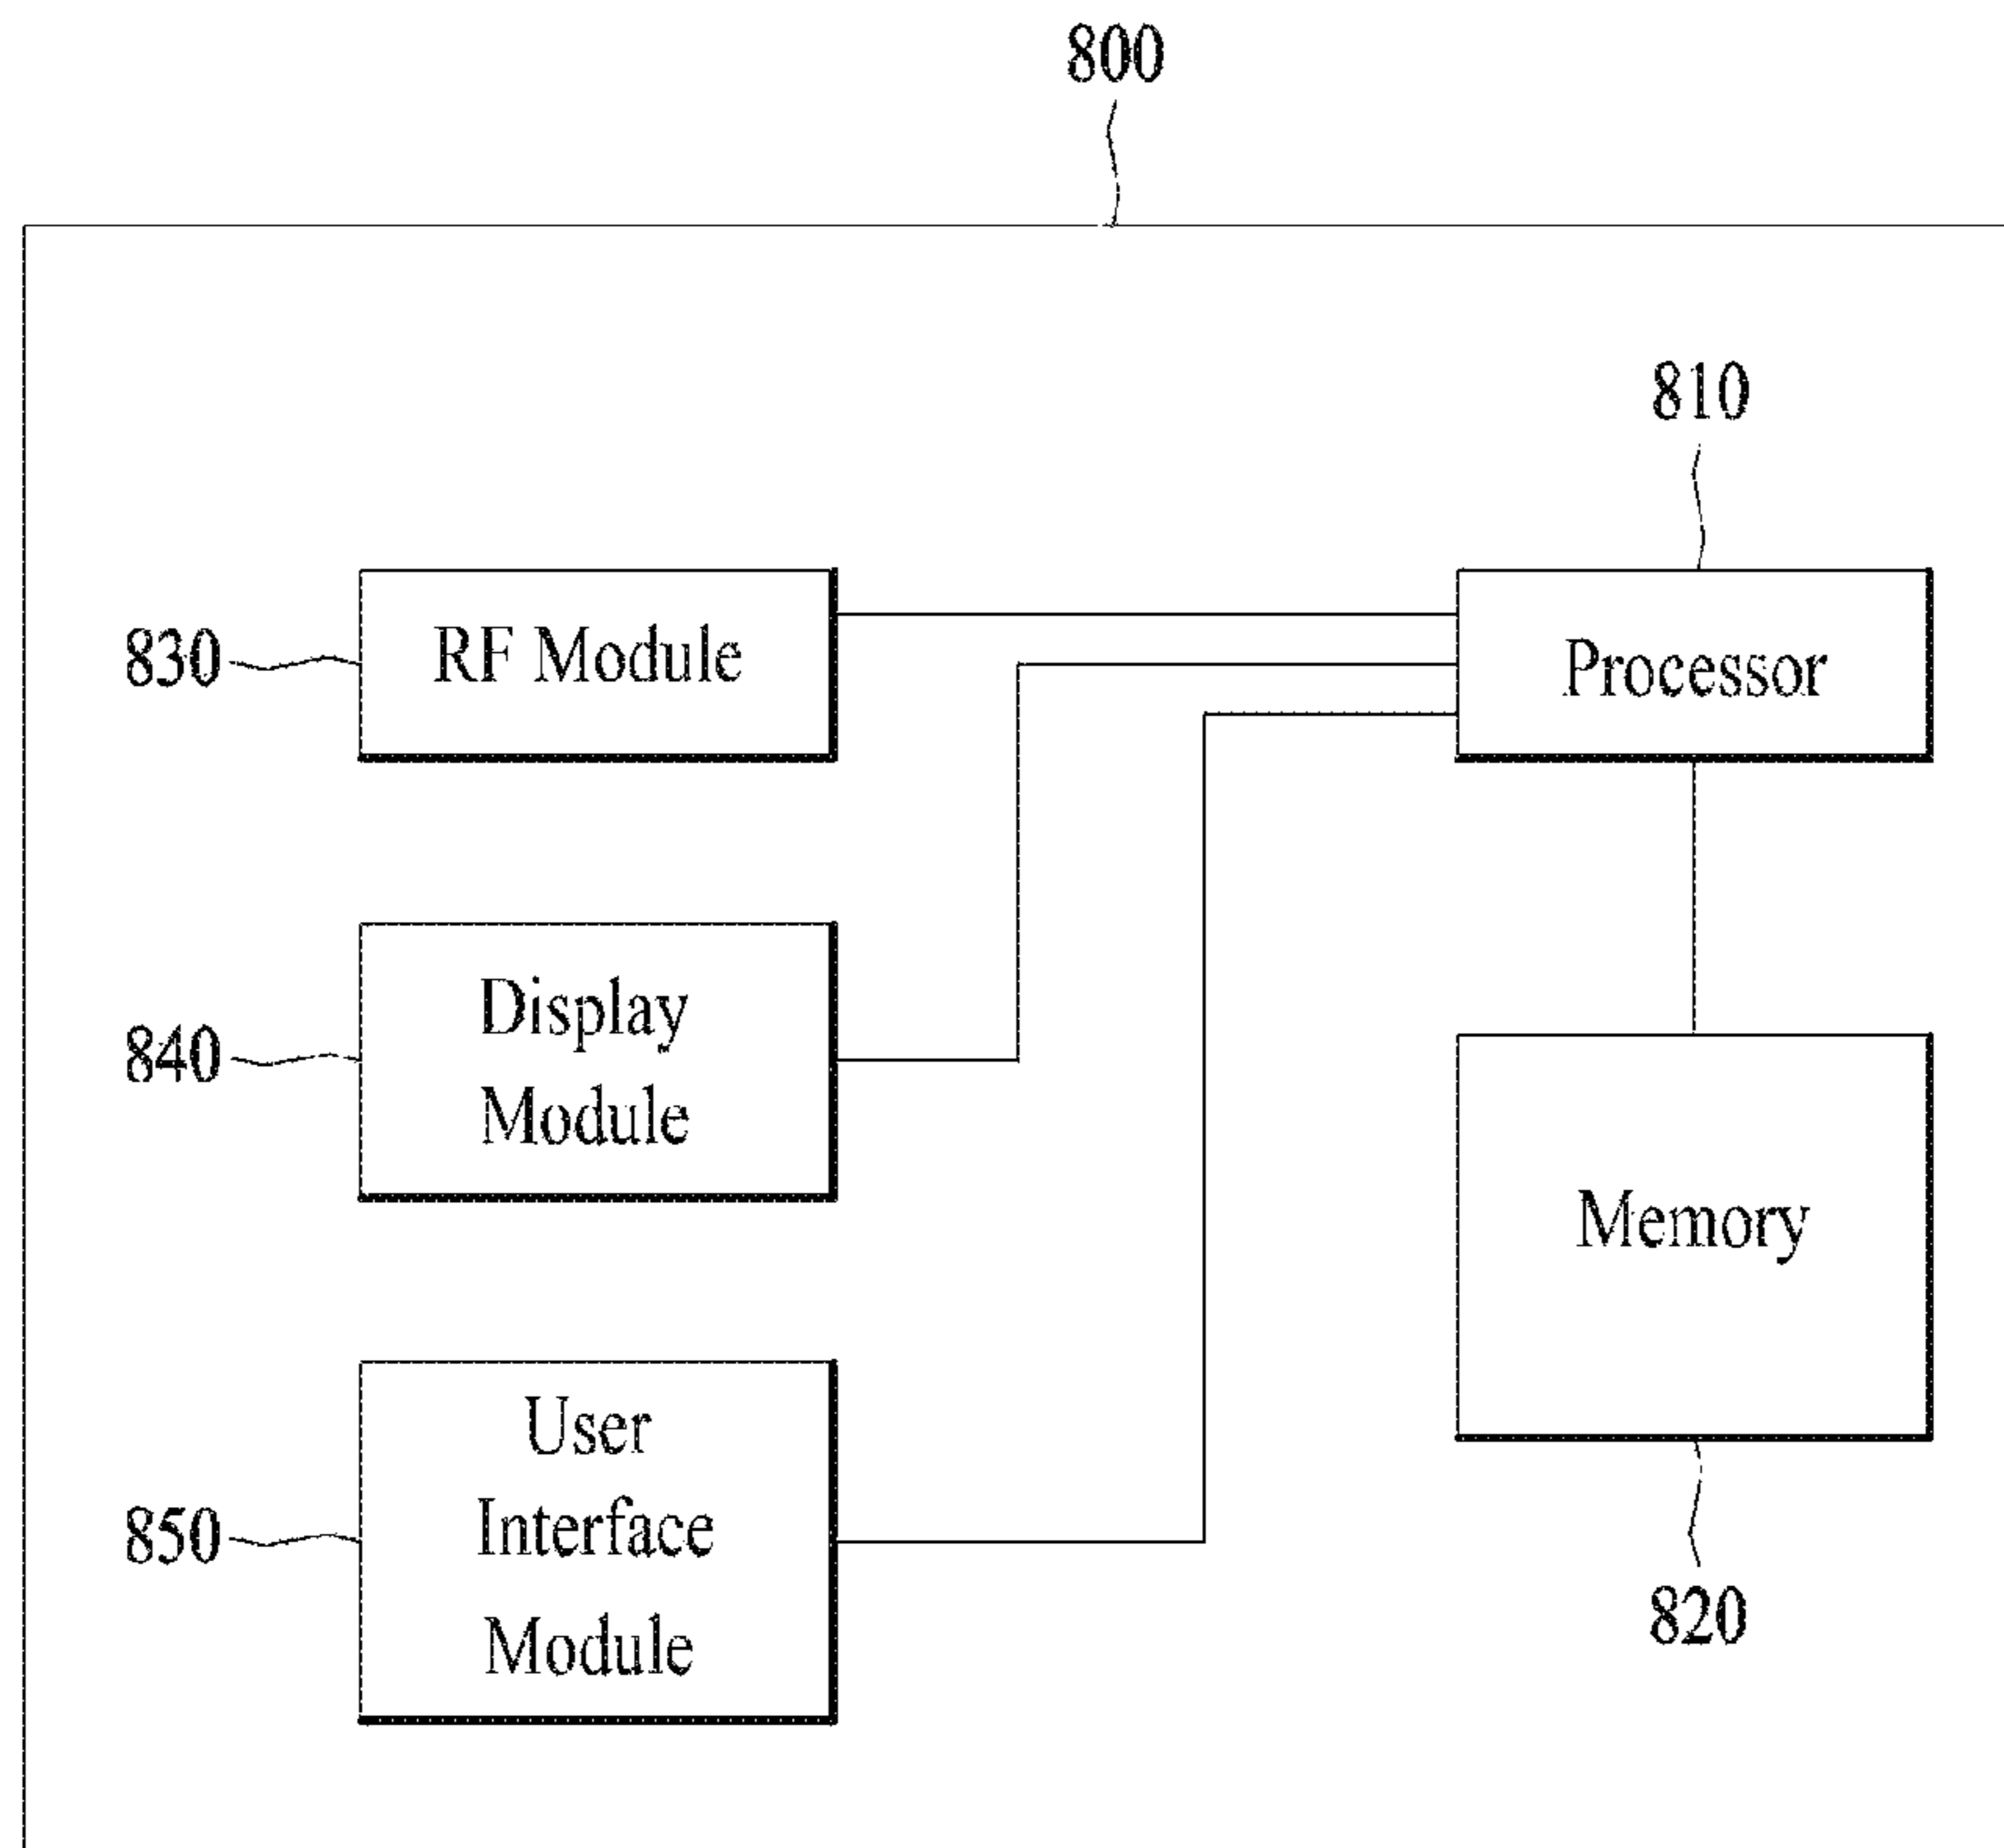 800
810
830
RF Module
Processor
840
Display
Module
Memory
850
User
Interface
Module
820